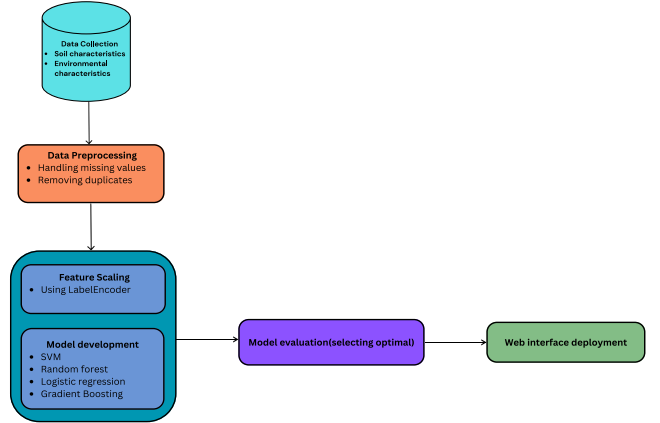 Data Collection
• Soil characteristics
• Environmental
characteristics
Data Preprocessing
• Handling missing values
• Removing duplicates
Feature Scaling
• Using LabelEncoder
Model development
• SVM
• Random forest
• Logistic regression
• Gradient Boosting
Model evaluation(selecting optimal)
Web interface deployment